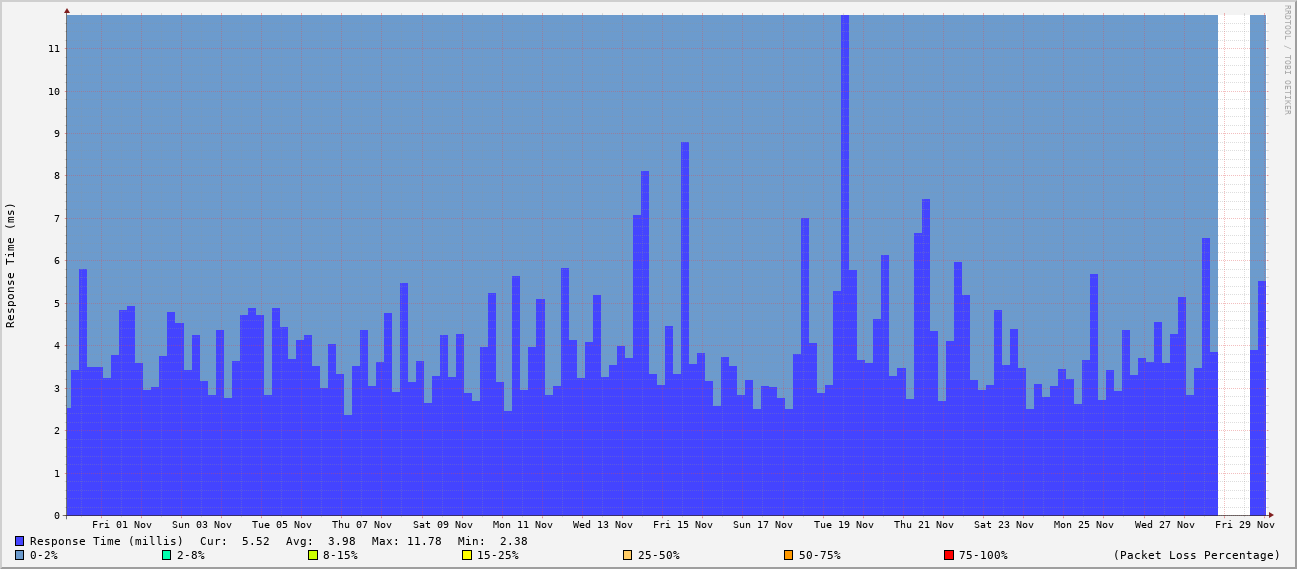 RRDTOOL / TOBI OETIKER
Response Time (ms)
11
10
9
8
7
6
5
4
3
2
1
0
Fri 01 Nov Sun 03 Nov Tue 05 Nov Thu 07 Nov Sat 09 Nov Mon 11 Nov Wed 13 Nov Fri 15 Nov Sun 17 Nov Tue 19 Nov Thu 21 Nov Sat 23 Nov Mon 25 Nov Wed 27 Nov Fri 29 Nov
Response Time (millis) Cur: 5.52 Avg: 3.98 Max: 11.78 Min: 2.38
0-2% 2-8% 8-15% 15-25% 25-50% 50-75% 75-100% (Packet Loss Percentage)